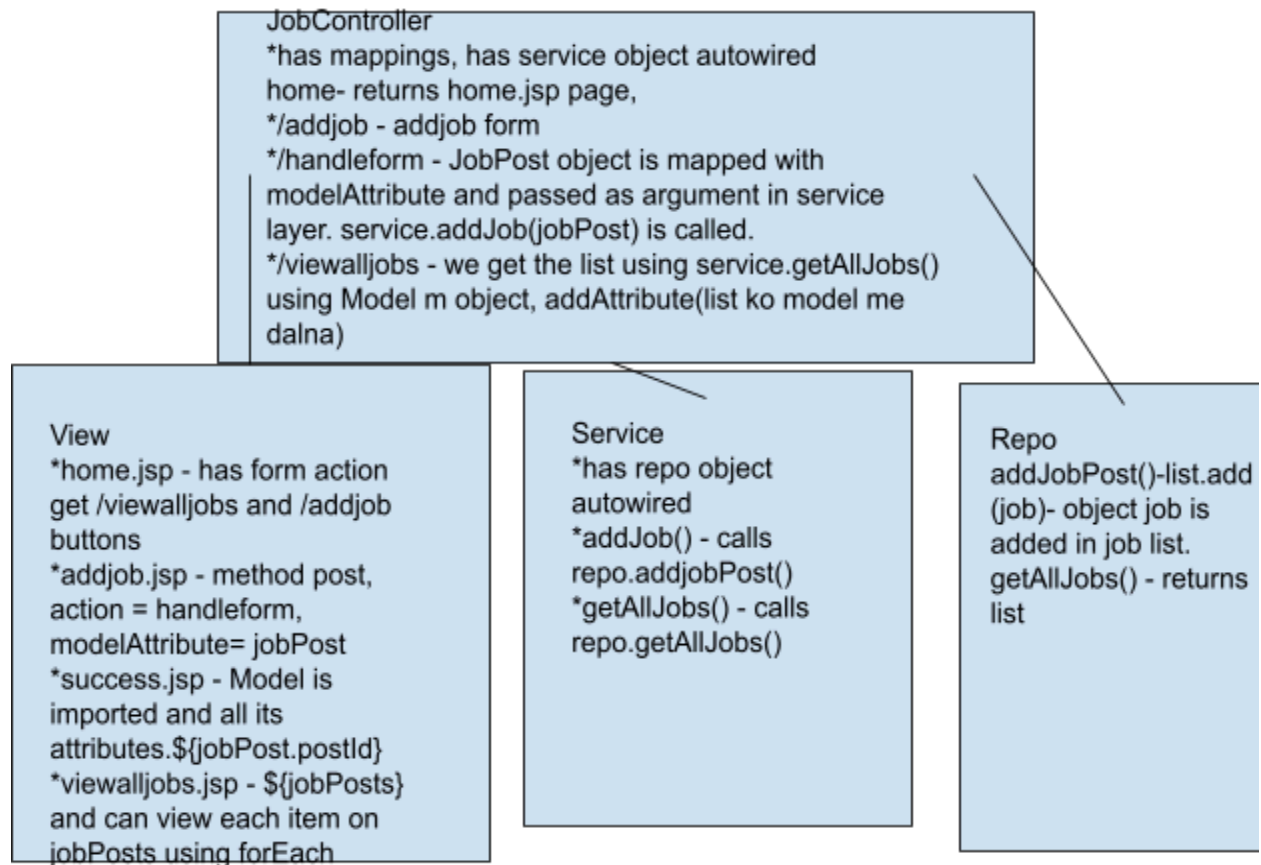 JobController
*has mappings, has service object autowired
home- returns home.jsp page,
*/addjob - addjob form
*/handleform - JobPost object is mapped with
modelAttribute and passed as argument in service
layer. service.addJob(jobPost) is called.
*/viewalljobs - we get the list using service.getAllJobs()
using Model m object, addAttribute(list ko model me
dalna)
View
*home.jsp - has form action
get /viewalljobs and /addjob
buttons
*addjob.jsp - method post,
action = handleform,
modelAttribute= jobPost
*success.jsp - Model is
imported and all its
attributes.${jobPost.postId}
*viewalljobs.jsp - ${jobPosts}
and can view each item on
jobPosts using forEach
Service
*has repo object
autowired
*addJob() - calls
repo.addjobPost()
*getAllJobs() - calls
repo.getAllJobs()
Repo
addJobPost()-list.add
(job)- object job is
added in job list.
getAllJobs() - returns
list